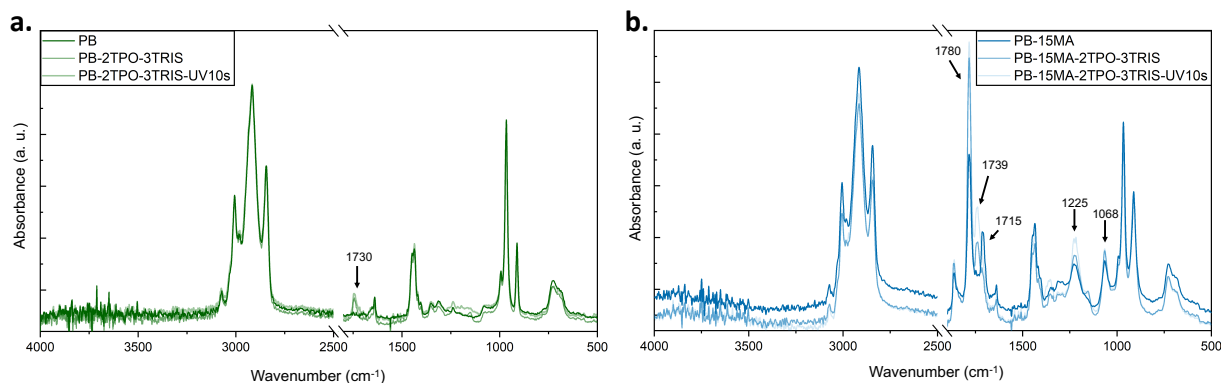 a.
PB
PB-2TPO-3TRIS
PB-2TPO-3TRIS-UV10s
1730
Absorbance (a. u.)
4000 3500 3000 2500 1500 1000 500
Wavenumber (cm-1)
b.
PB-15MA
PB-15MA-2TPO-3TRIS
PB-15MA-2TPO-3TRIS-UV10s
1780
1739
1715
1225
1068
Absorbance (a. u.)
4000 3500 3000 2500 1500 1000 500
Wavenumber (cm-1)